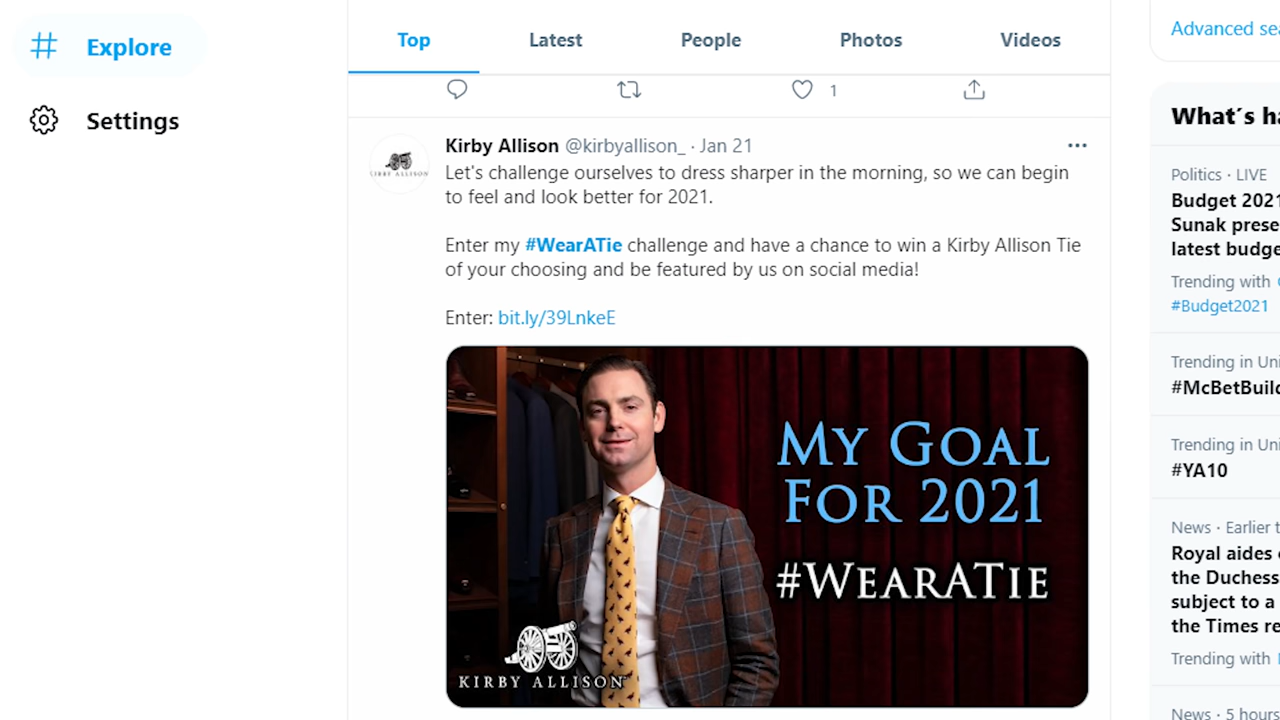 Explore
Settings
Top
Latest
People
Photos
Videos
1
Kirby Allison @kirbyallison_ · Jan 21
Let's challenge ourselves to dress sharper in the morning, so we can begin
to feel and look better for 2021.
Enter my #WearATie challenge and have a chance to win a Kirby Allison Tie
of your choosing and be featured by us on social media!
Enter: bit.ly/39LnkeE
MY GOAL
FOR 2021
#WEARATIE
KIRBY ALLISON
KIRBY ALLISON
Advanced sea
What´s ha
Politics · LIVE
Budget 2021
Sunak prese
latest budge
Trending with
#Budget2021
Trending in Uni
#McBetBuild
Trending in Uni
#YA10
News · Earlier t
Royal aides
the Duchess
subject to a
the Times re
Trending with
News · 5 hours